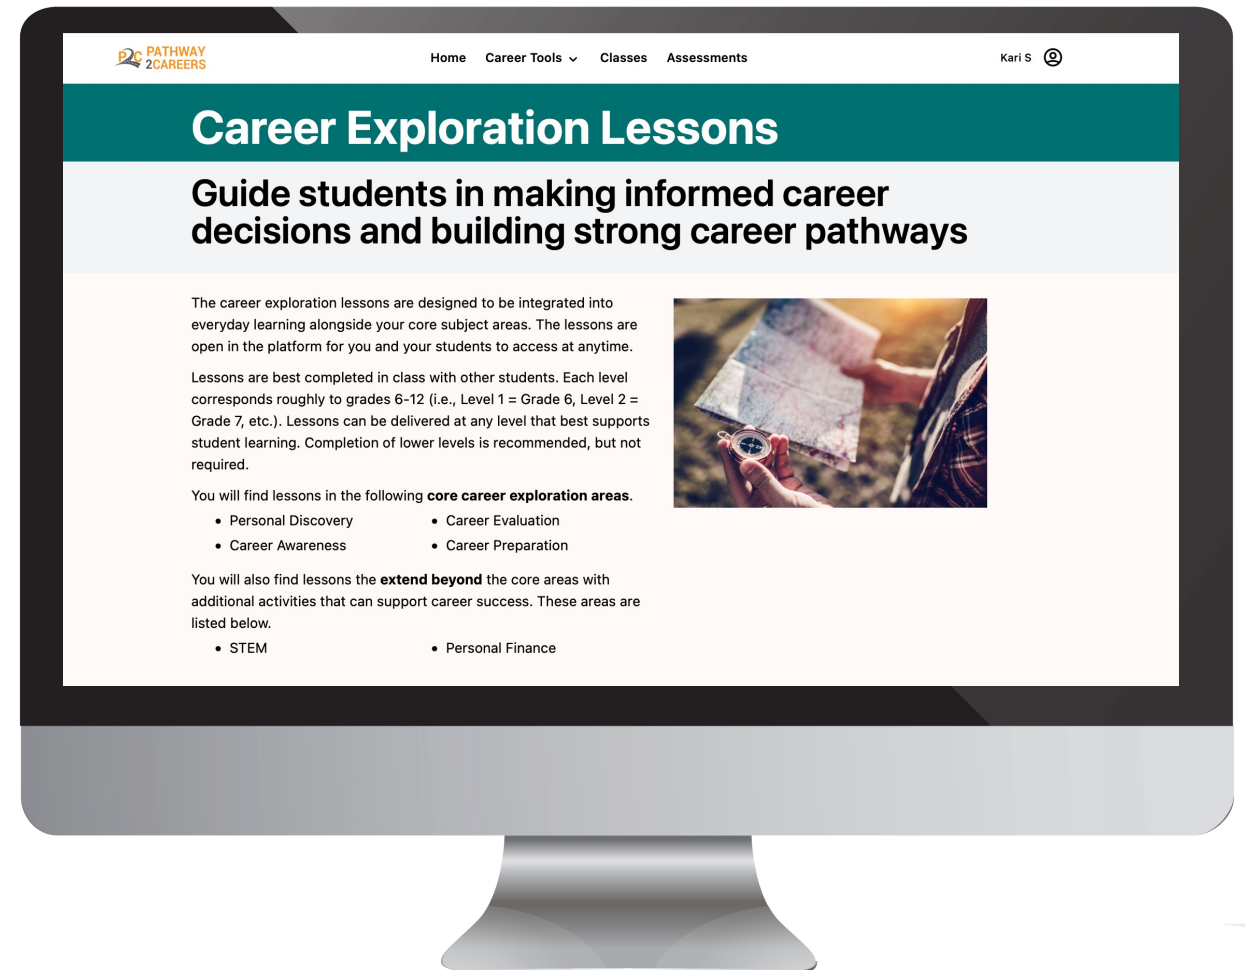 P2C PATHWAY
2CAREERS
Home Career Tools Classes Assessments
Kari S
Career Exploration Lessons
Guide students in making informed career
decisions and building strong career pathways
The career exploration lessons are designed to be integrated into
everyday learning alongside your core subject areas. The lessons are
open in the platform for you and your students to access at anytime.
Lessons are best completed in class with other students. Each level
corresponds roughly to grades 6-12 (i.e., Level 1 = Grade 6, Level 2 =
Grade 7, etc.). Lessons can be delivered at any level that best supports
student learning. Completion of lower levels is recommended, but not
required.
You will find lessons in the following core career exploration areas.
• Personal Discovery • Career Evaluation
• Career Awareness • Career Preparation
You will also find lessons the extend beyond the core areas with
additional activities that can support career success. These areas are
listed below.
• STEM • Personal Finance